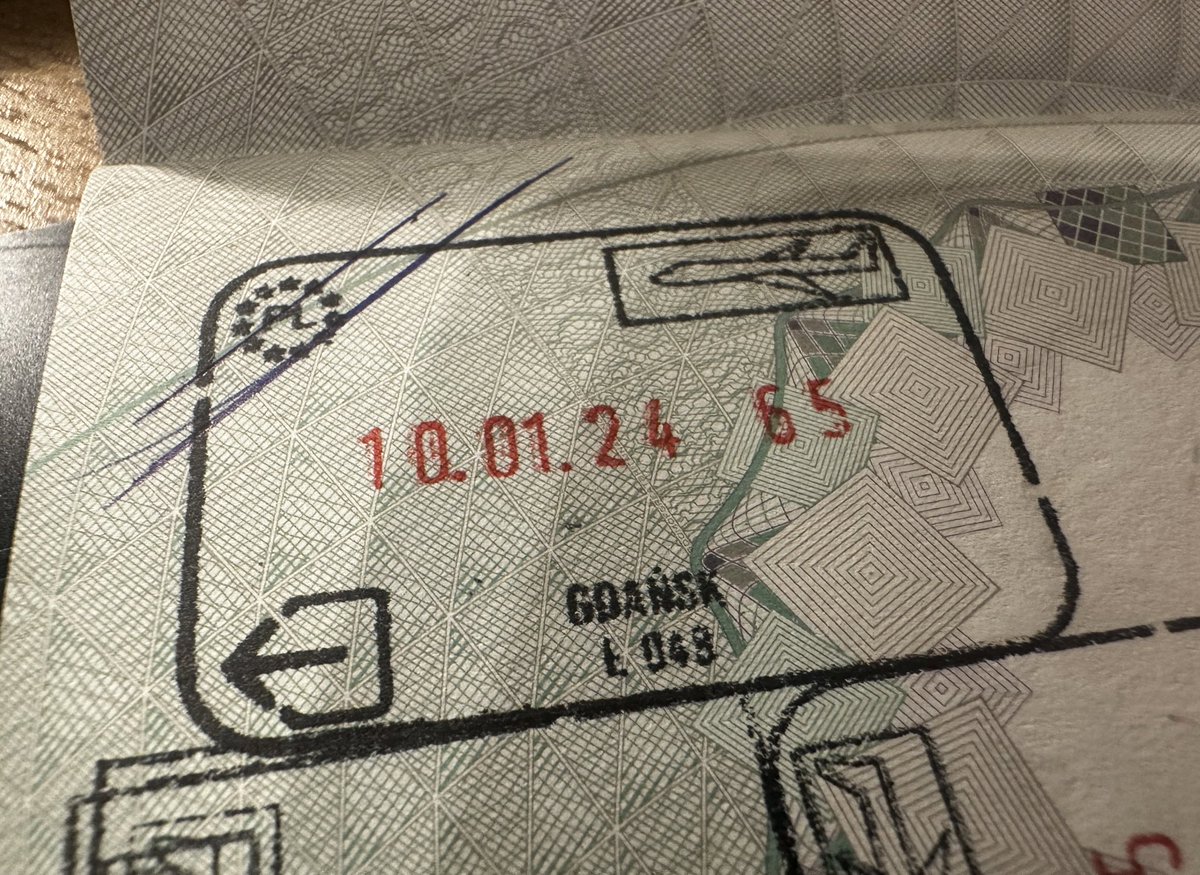 PL
10.01.24 65
GDAŃSK
Ł 048